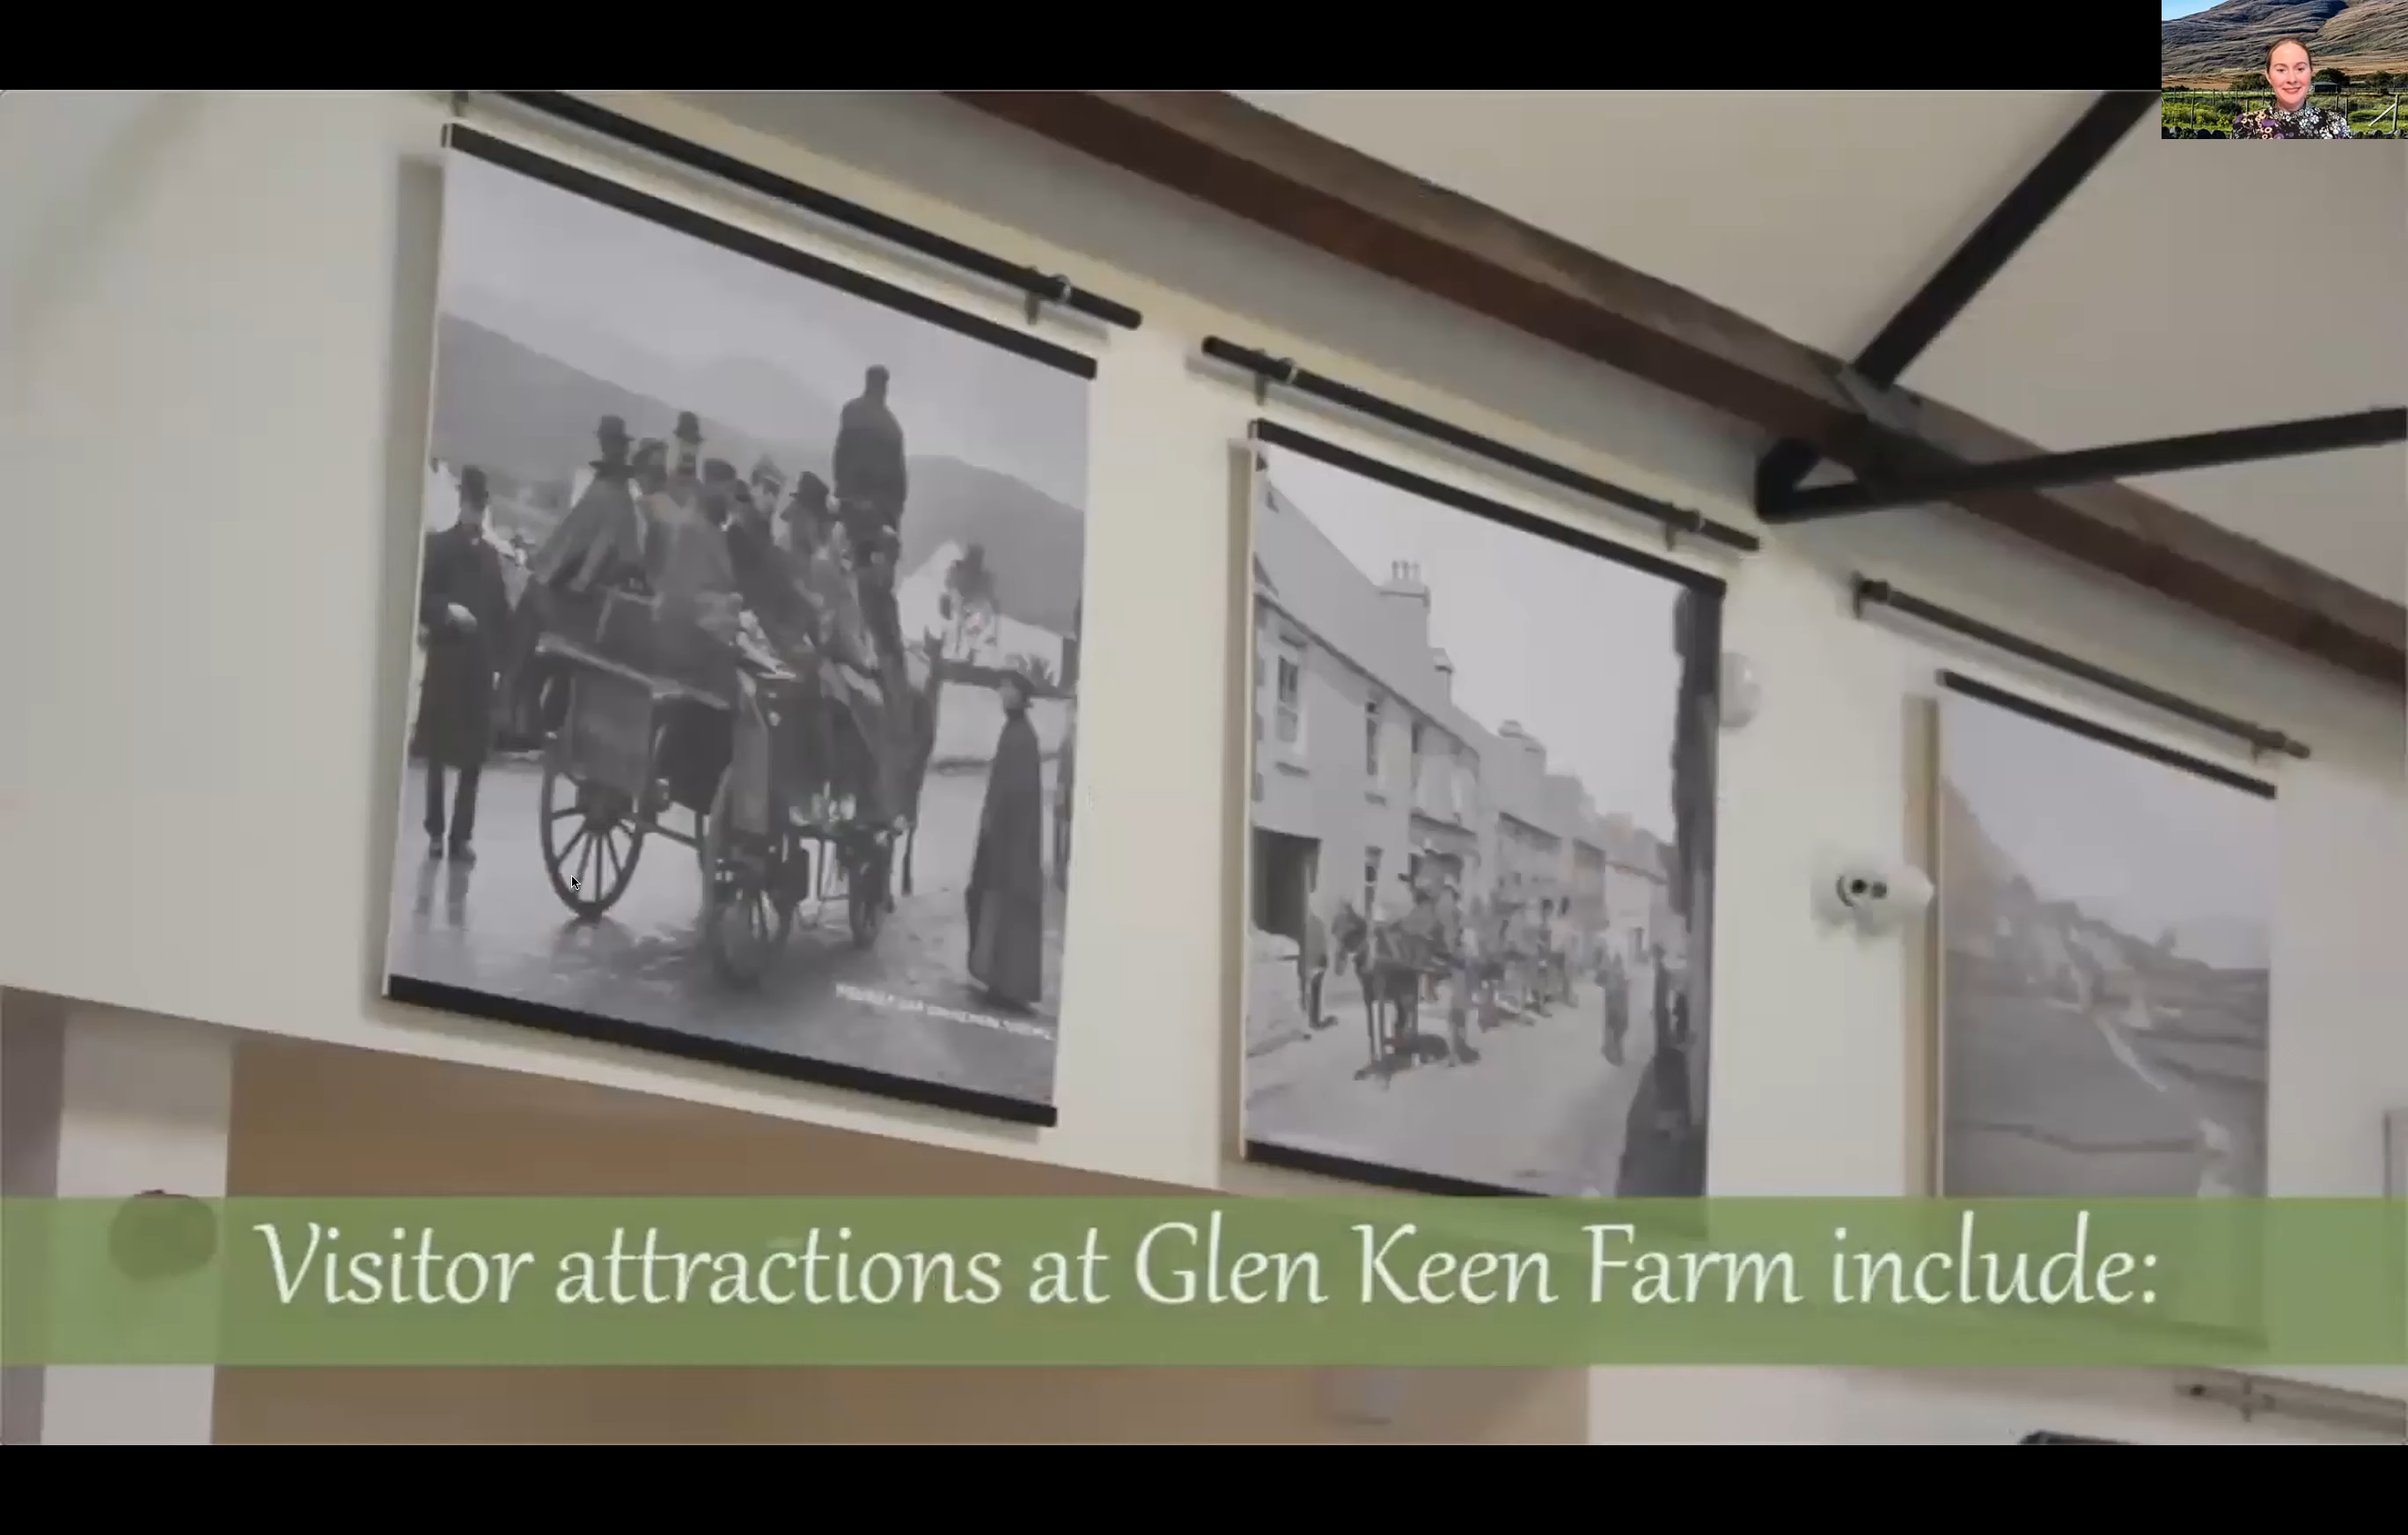 Visitor attractions at Glen Keen Farm include: